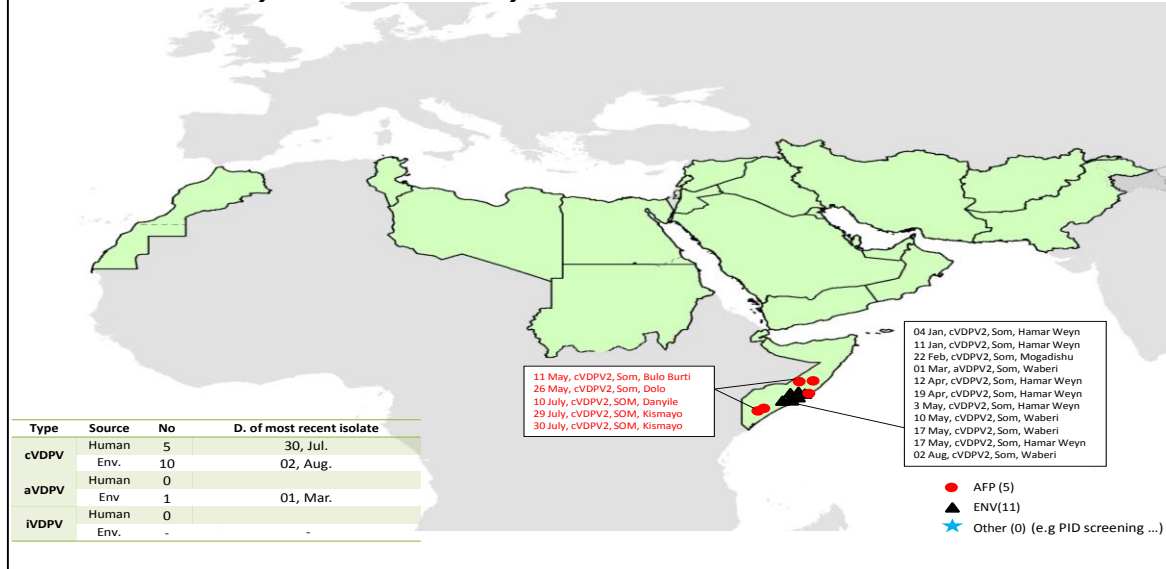 11 May, cVDPV2, Som, Bulo Burti
26 May, cVDPV2, Som, Dolo
10 July, cVDPV2, SOM, Danyile
29 July, cVDPV2, SOM, Kismayo
30 July, cVDPV2, SOM, Kismayo
04 Jan, cVDPV2, Som, Hamar Weyn
11 Jan, cVDPV2, Som, Hamar Weyn
22 Feb, cVDPV2, Som, Mogadishu
01 Mar, aVDPV, Som, Waberi
12 Apr, cVDPV2, Som, Hamar Weyn
19 Apr, cVDPV2, Som, Hamar Weyn
3 May, cVDPV2, Som, Hamar Weyn
10 May, cVDPV2, Som, Waberi
17 May, cVDPV2, Som, Waberi
17 May, cVDPV2, Som, Hamar Weyn
02 Aug, cVDPV2, Som, Waberi
Type Source No D. of most recent isolate
cVDPV Human 5 30, Jul.
Env. 10 02, Aug.
aVDPV Human 0
Env 1 01, Mar.
iVDPV Human 0
Env. - -
AFP (5)
ENV(11)
Other (0) (e.g PID screening ...)